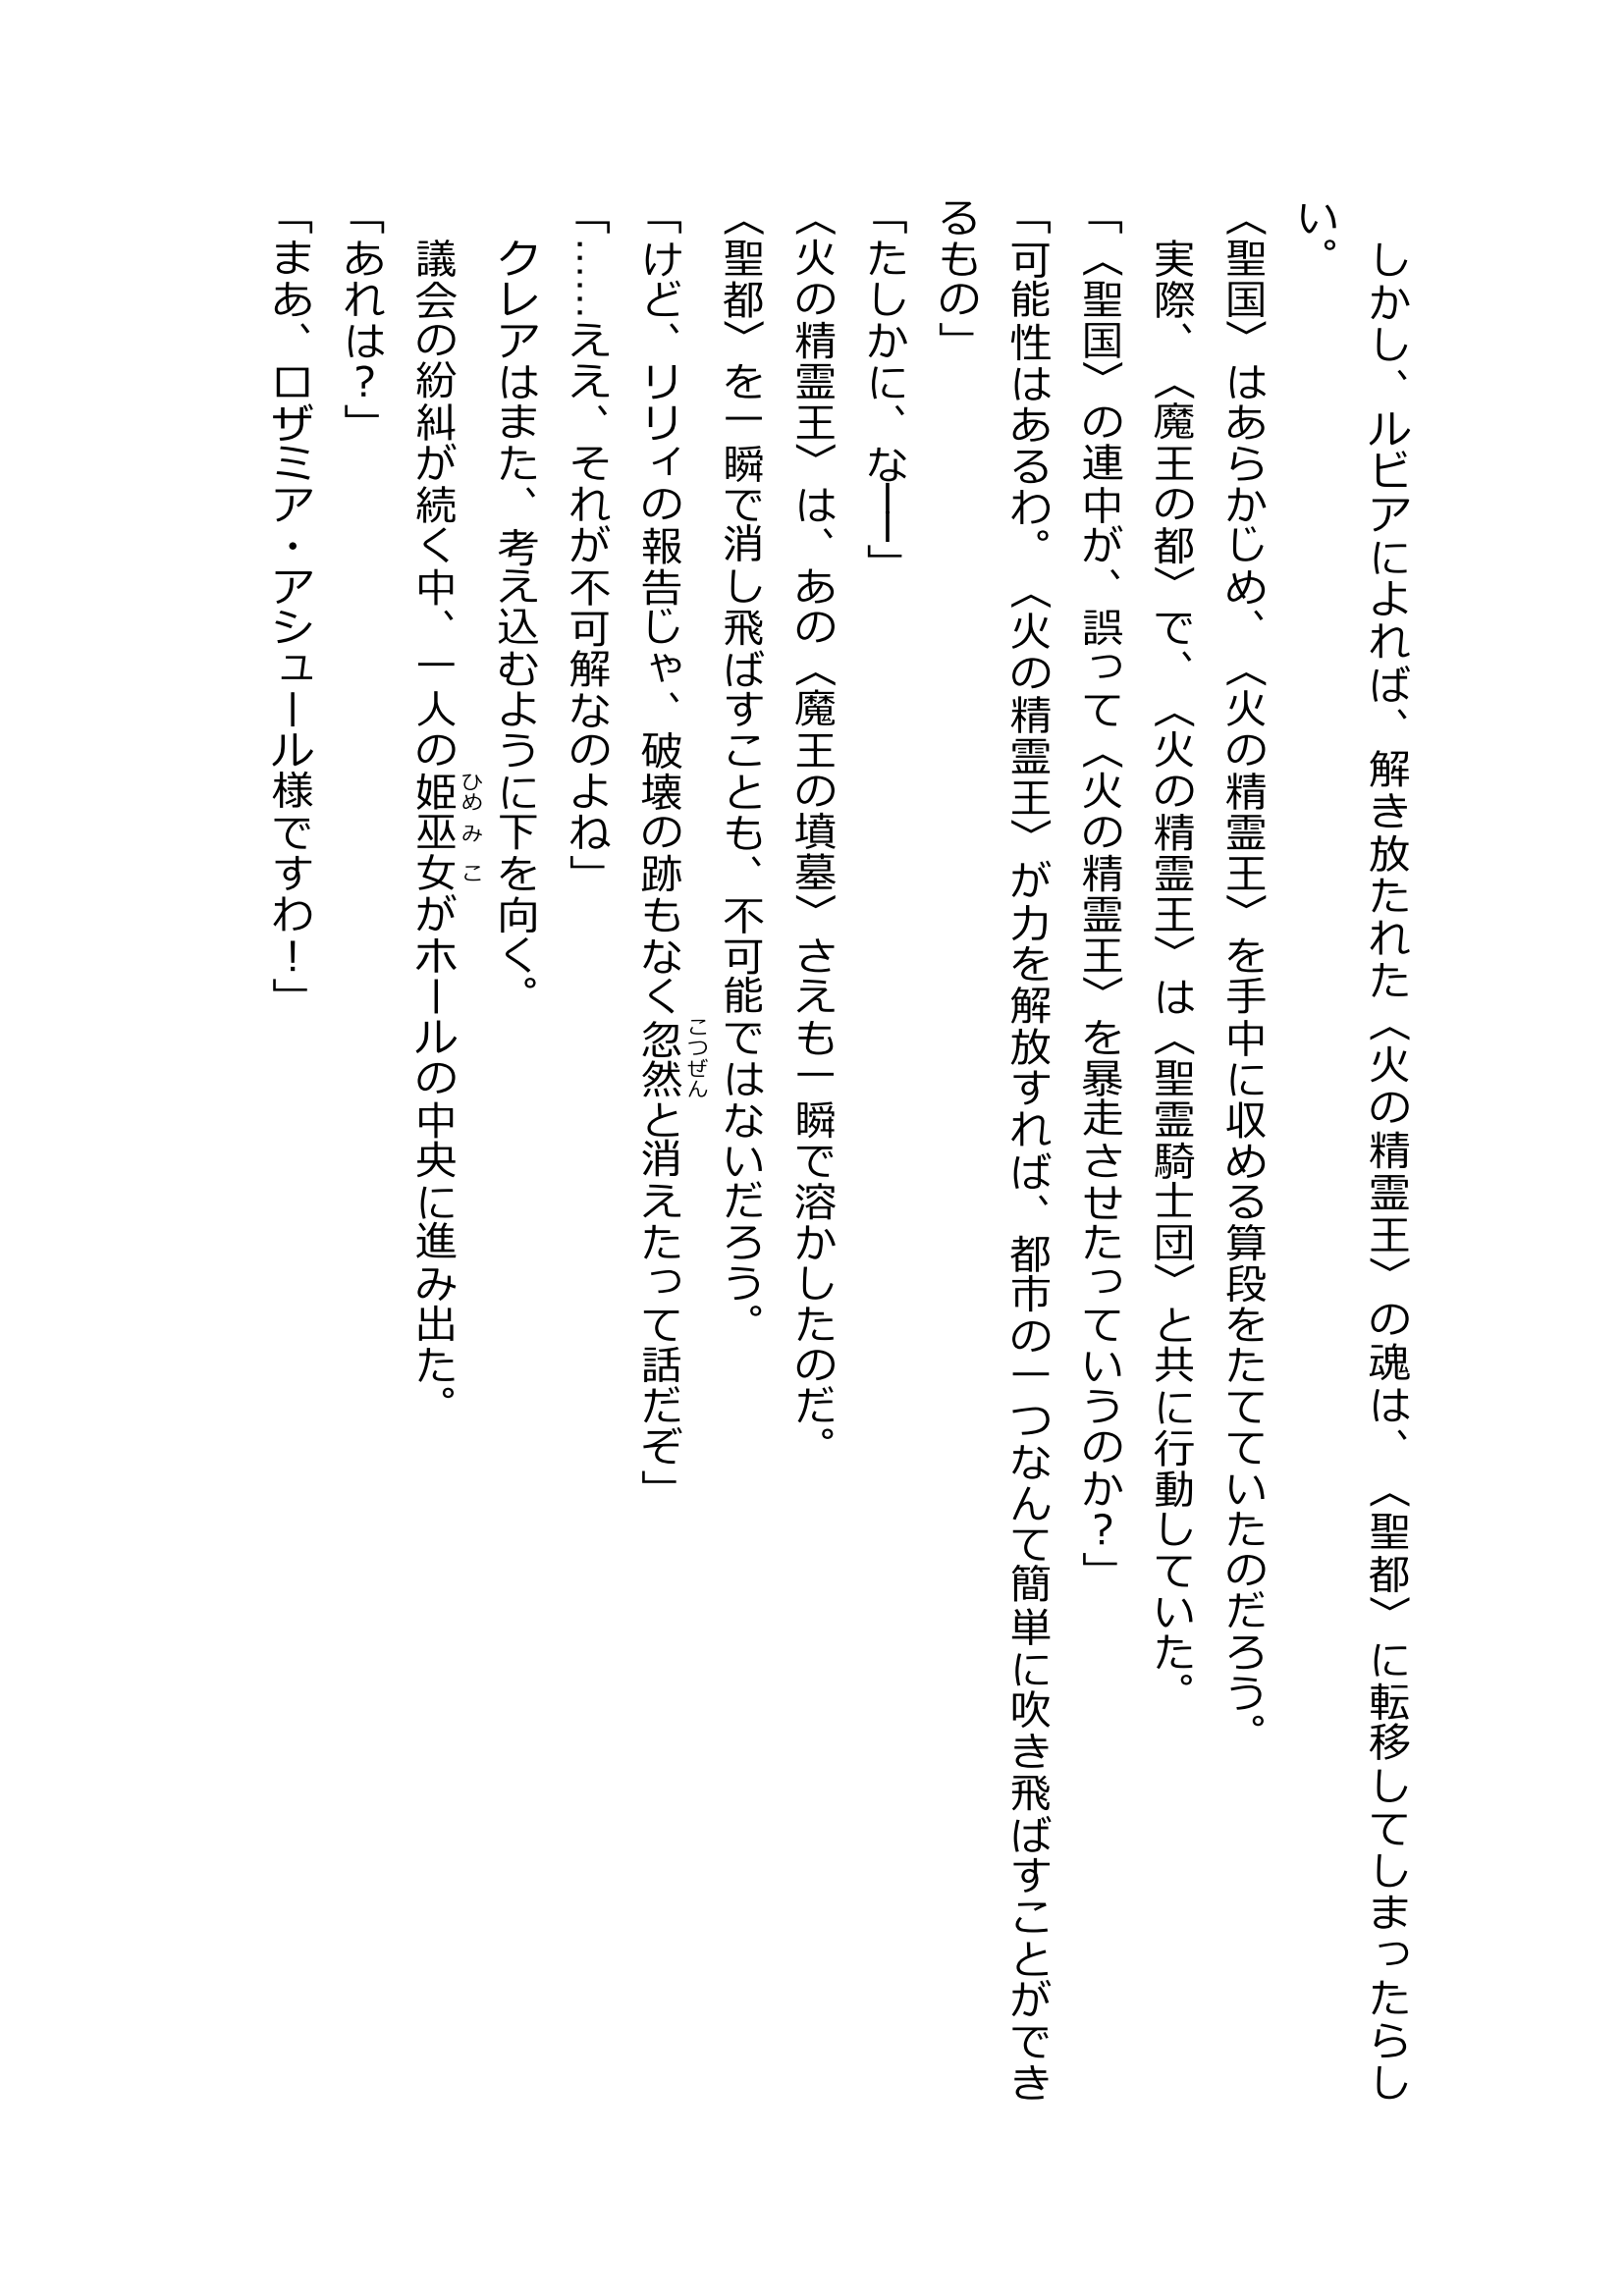 しかし、ルビアによれば、解き放たれた〈火の精霊王〉の魂は、〈聖都〉に転移してしまったらし
い。
〈聖国〉はあらかじめ、〈火の精霊王〉を手中に収める算段をたてていたのだろう。
　実際、〈魔王の都〉で、〈火の精霊王〉は〈聖霊騎士団〉と共に行動していた。
「〈聖国〉の連中が、誤って〈火の精霊王〉を暴走させたっていうのか？」
「可能性はあるわ。〈火の精霊王〉が力を解放すれば、都市の一つなんて簡単に吹き飛ばすことができ
るもの」
「たしかに、な――」
〈火の精霊王〉は、あの〈魔王の墳墓〉さえも一瞬で溶かしたのだ。
〈聖都〉を一瞬で消し飛ばすことも、不可能ではないだろう。
「けど、リリィの報告じゃ、破壊の跡もなく忽然こつぜんと消えたって話だぞ」
「……ええ、それが不可解なのよね」
　クレアはまた、考え込むように下を向く。
　議会の紛糾が続く中、一人の姫巫女ひめみこがホールの中央に進み出た。
「あれは？」
「まあ、ロザミア・アシュール様ですわ！」